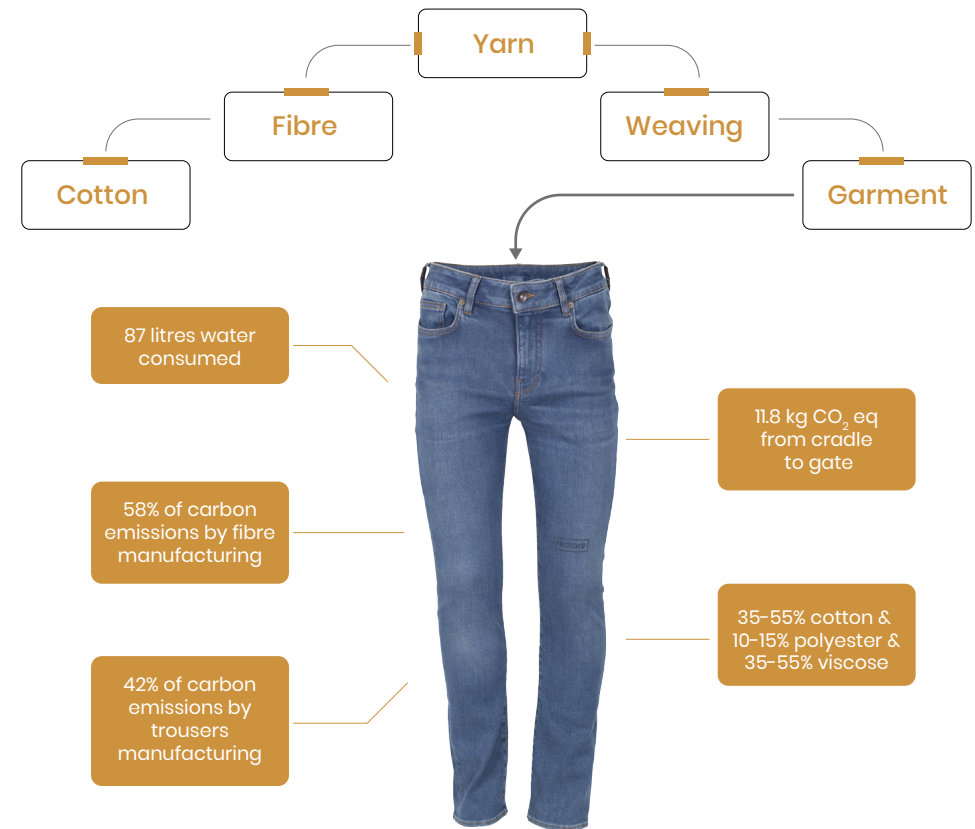 Yarn
Fibre
Weaving
Cotton
Garment
87 litres water
consumed
11.8 kg CO₂ eq
from cradle
to gate
58% of carbon
emissions by fibre
manufacturing
35-55% cotton &
10-15% polyester &
35-55% viscose
42% of carbon
emissions by
trousers
manufacturing